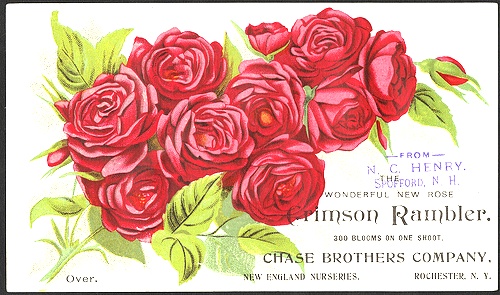 —FROM—
N. C. HENRY.
SPOFFORD, N. H.
THE
WONDERFUL NEW ROSE
Crimson Rambler.
300 BLOOMS ON ONE SHOOT.
CHASE BROTHERS COMPANY,
NEW ENGLAND NURSERIES. ROCHESTER, N. Y.
Over.